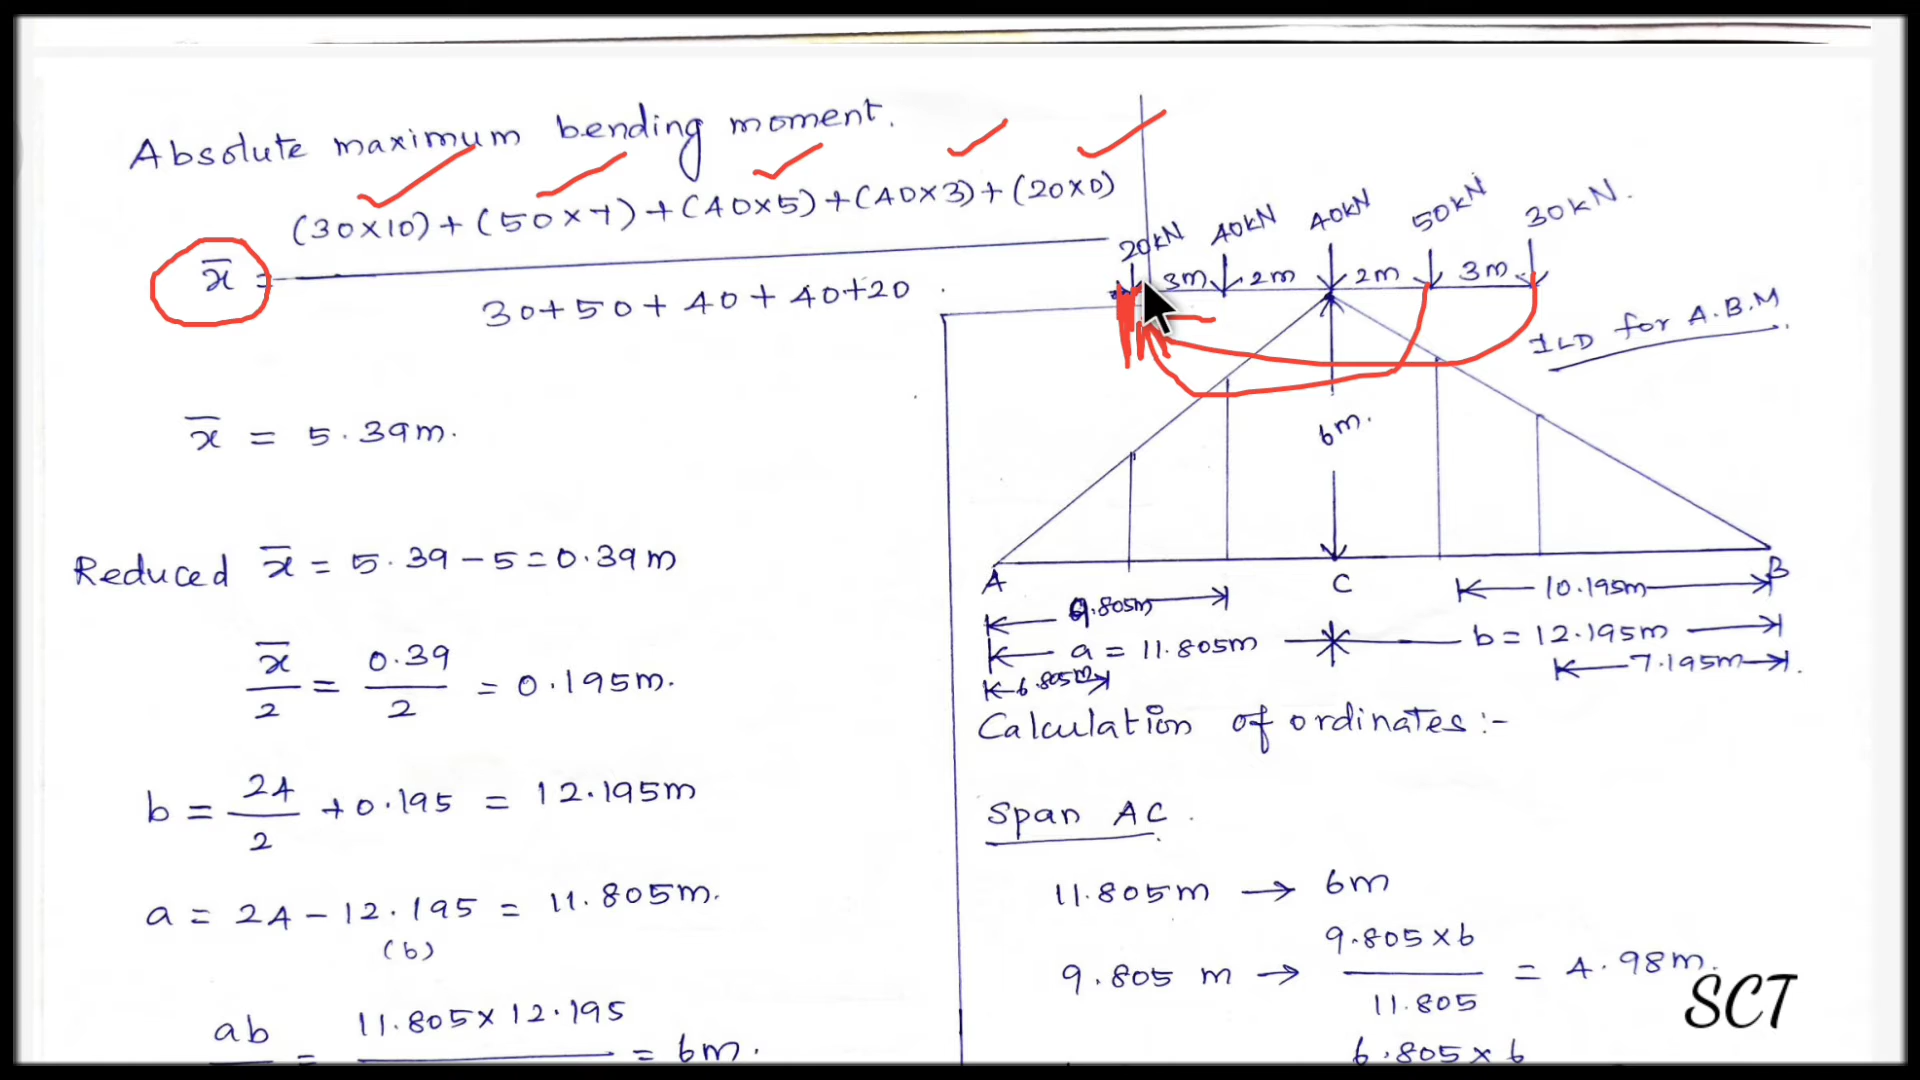 Absolute maximum bending moment.
x̄ = (30×10)+(50×7)+(40×5)+(40×3)+(20×0)
30+50+40+40+20
x̄ = 5.39m.
Reduced x̄ = 5.39-5=0.39m
x̄/2 = 0.39/2 = 0.195m.
b = 24/2 +0.195 = 12.195m
a = 24-12.195 = 11.805m.
(b)
ab = 11.805×12.195 = 6m.
20kN 40kN 40kN 50kN 30kN.
3m 2m 2m 3m
ILD for A.B.M
6m.
A C B
9.805m 10.195m
a = 11.805m b = 12.195m
6.805m 7.195m
Calculation of ordinates:-
Span AC.
11.805m → 6m
9.805 m → 9.805×6/11.805 = 4.98m.
6.805×6
SCT